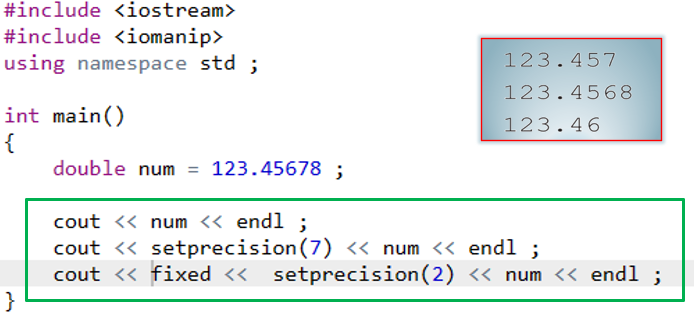 #include <iostream>
#include <iomanip>
using namespace std ;
123.457
123.4568
123.46
int main()
{
double num = 123.45678 ;
cout << num << endl ;
cout << setprecision(7) << num << endl ;
cout << fixed <<  setprecision(2) << num << endl ;
}